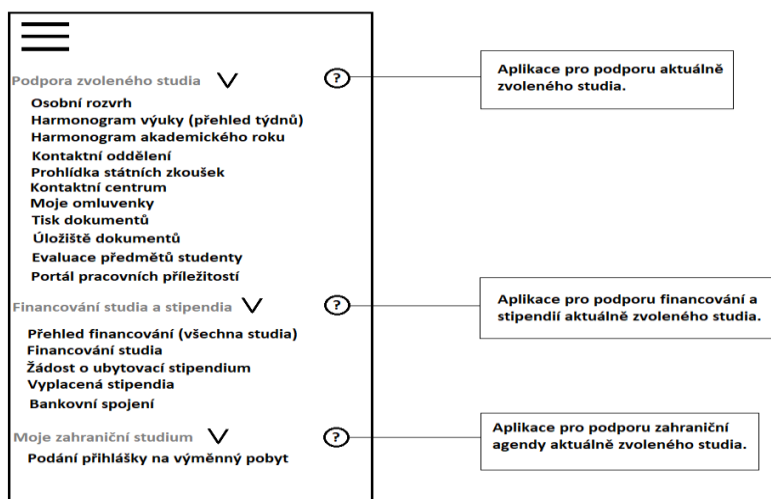 Podpora zvoleného studia
?
Aplikace pro podporu aktuálně
zvoleného studia.
Osobní rozvrh
Harmonogram výuky (přehled týdnů)
Harmonogram akademického roku
Kontaktní oddělení
Prohlídka státních zkoušek
Kontaktní centrum
Moje omluvenky
Tisk dokumentů
Úložiště dokumentů
Evaluace předmětů studenty
Portál pracovních příležitostí
Financování studia a stipendia
?
Aplikace pro podporu financování a
stipendií aktuálně zvoleného studia.
Přehled financování (všechna studia)
Financování studia
Žádost o ubytovací stipendium
Vyplacená stipendia
Bankovní spojení
Moje zahraniční studium
?
Aplikace pro podporu zahraniční
agendy aktuálně zvoleného studia.
Podání přihlášky na výměnný pobyt